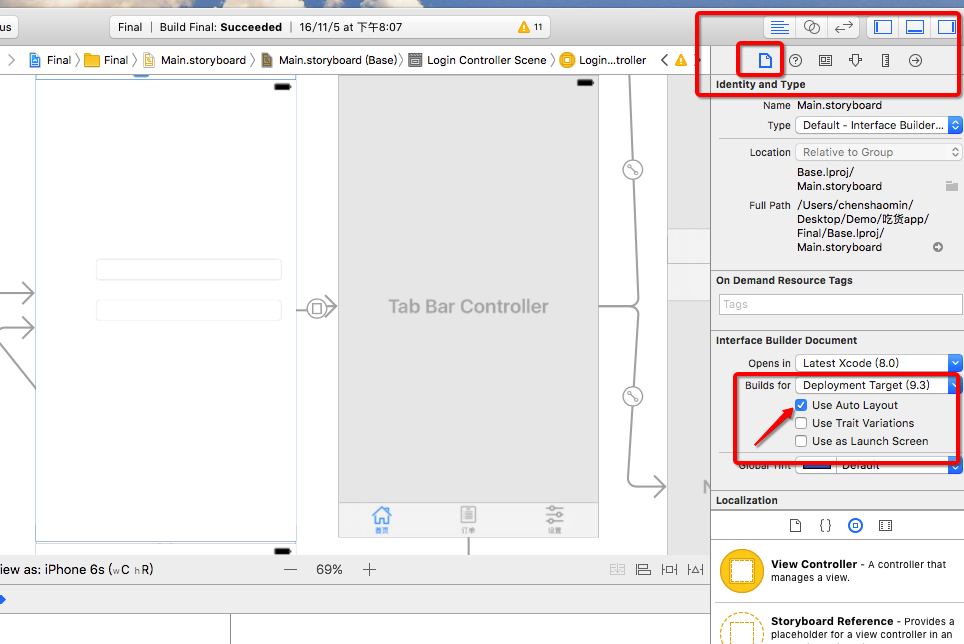 us
Final | Build Final: Succeeded | 16/11/5 at 下午8:07
11
Final
Final
Main.storyboard
Main.storyboard (Base)
Login Controller Scene
Login...troller
Identity and Type
Name Main.storyboard
Type Default - Interface Builder...
Location Relative to Group
Base.lproj/
Main.storyboard
Full Path /Users/chenshaomin/
Desktop/Demo/吃货app/
Final/Base.lproj/
Main.storyboard
On Demand Resource Tags
Tags
Interface Builder Document
Opens in Latest Xcode (8.0)
Builds for Deployment Target (9.3)
Use Auto Layout
Use Trait Variations
Use as Launch Screen
Global Tint Default
Localization
Tab Bar Controller
N
首页
订单
设置
iew as: iPhone 6s (wC hR)
69%
View Controller - A controller that
manages a view.
Storyboard Reference - Provides a
placeholder for a view controller in an